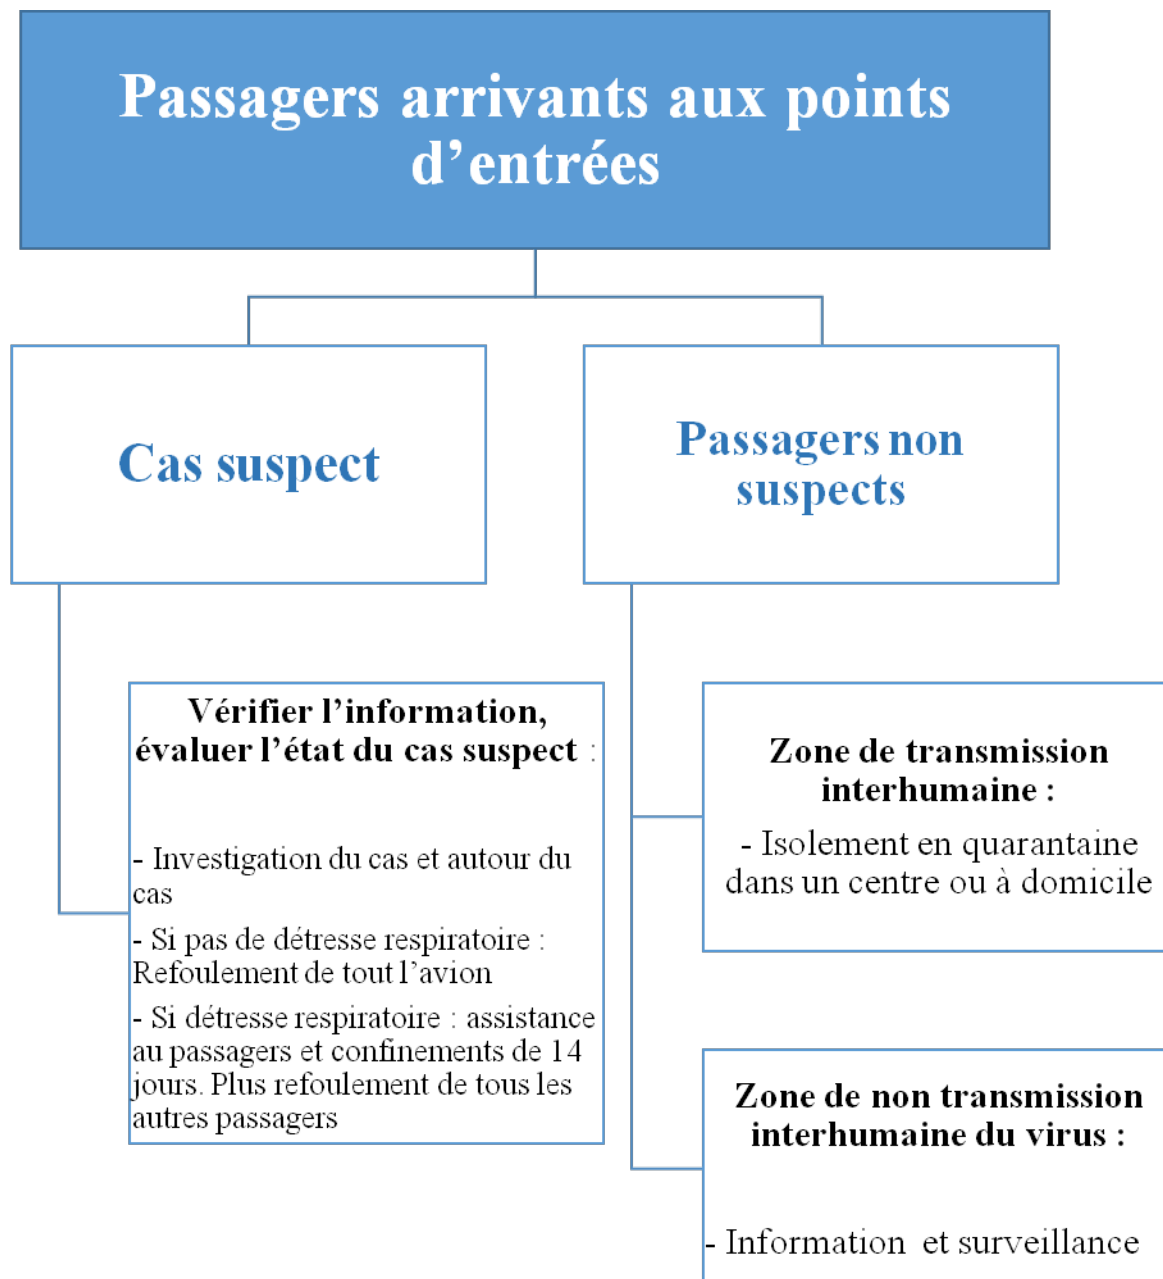 Passagers arrivants aux points
d’entrées
Cas suspect
Passagers non
suspects
Vérifier l’information,
évaluer l’état du cas suspect :
- Investigation du cas et autour du
cas
- Si pas de détresse respiratoire :
Refoulement de tout l’avion
- Si détresse respiratoire : assistance
au passagers et confinements de 14
jours. Plus refoulement de tous les
autres passagers
Zone de transmission
interhumaine :
- Isolement en quarantaine
dans un centre ou à domicile
Zone de non transmission
interhumaine du virus :
- Information et surveillance